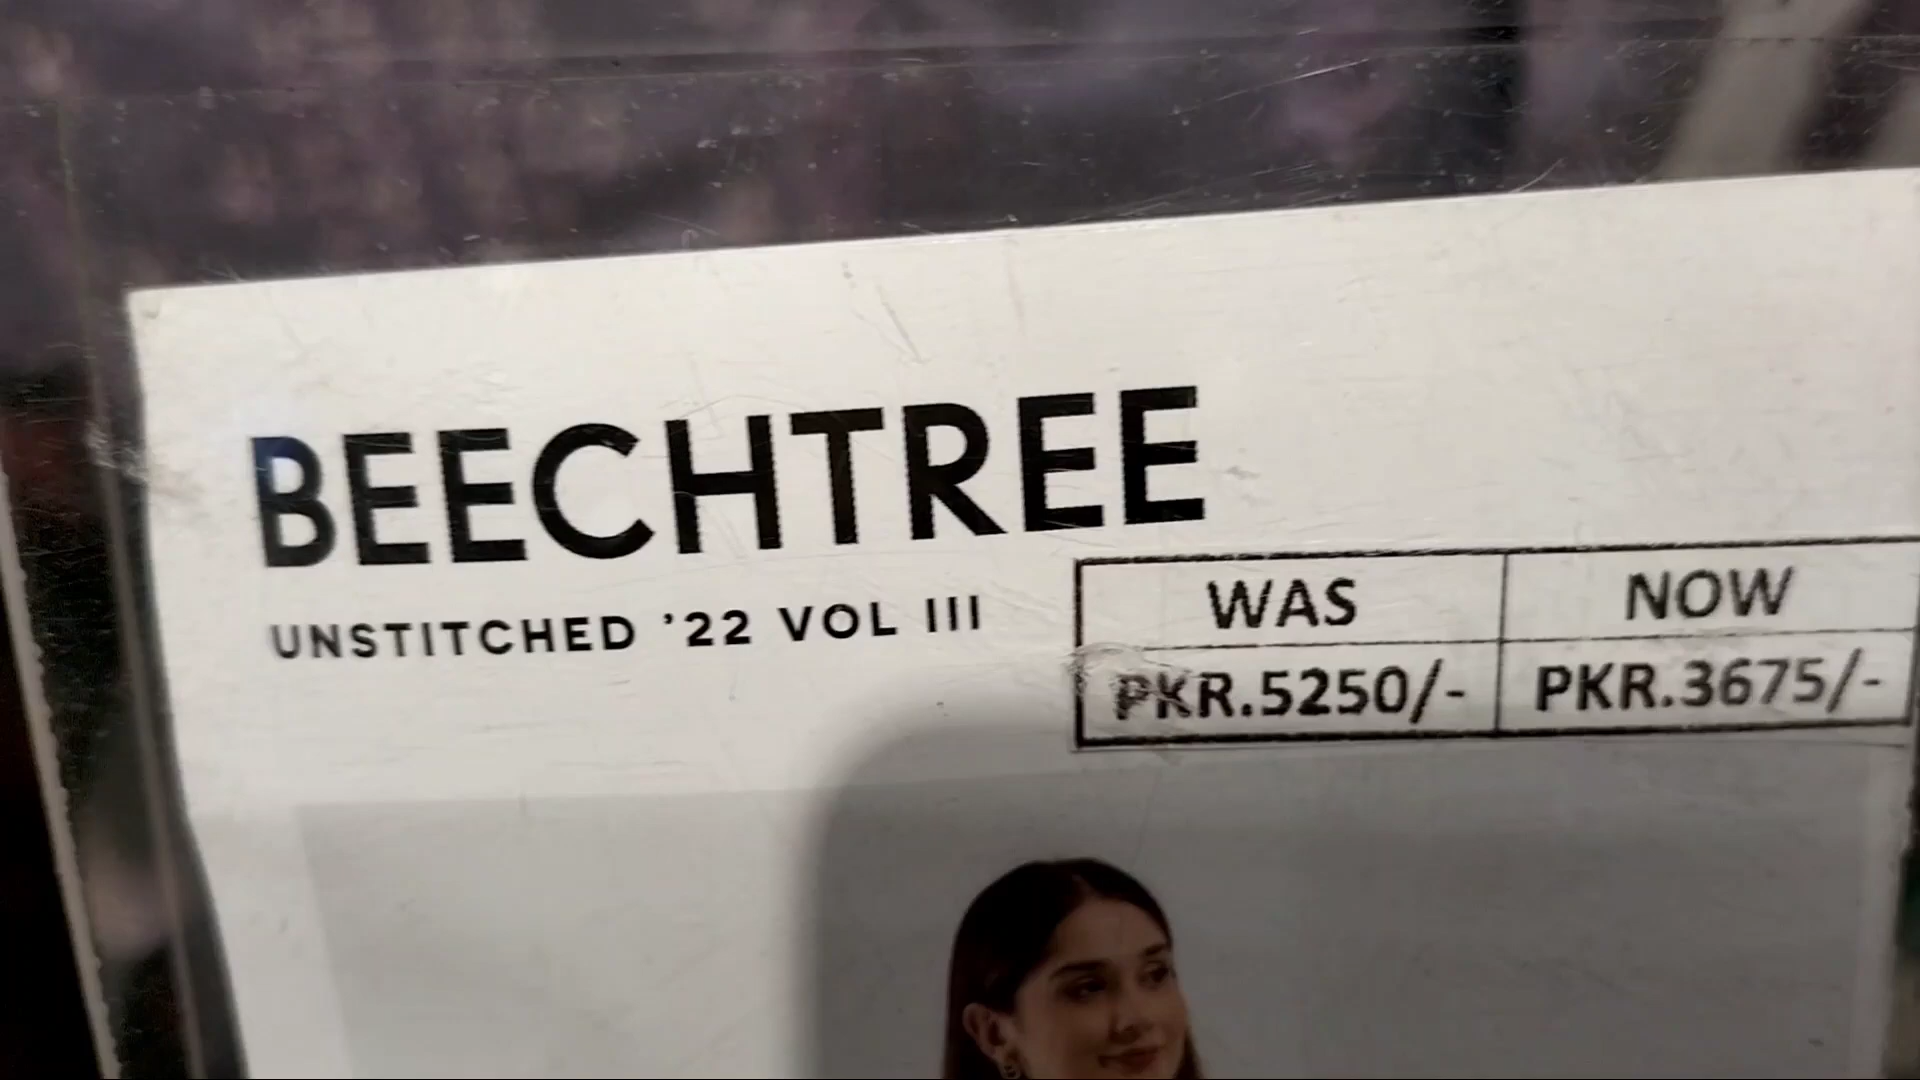 BEECHTREE
UNSTITCHED '22 VOL III
WAS NOW
PKR.5250/- PKR.3675/-